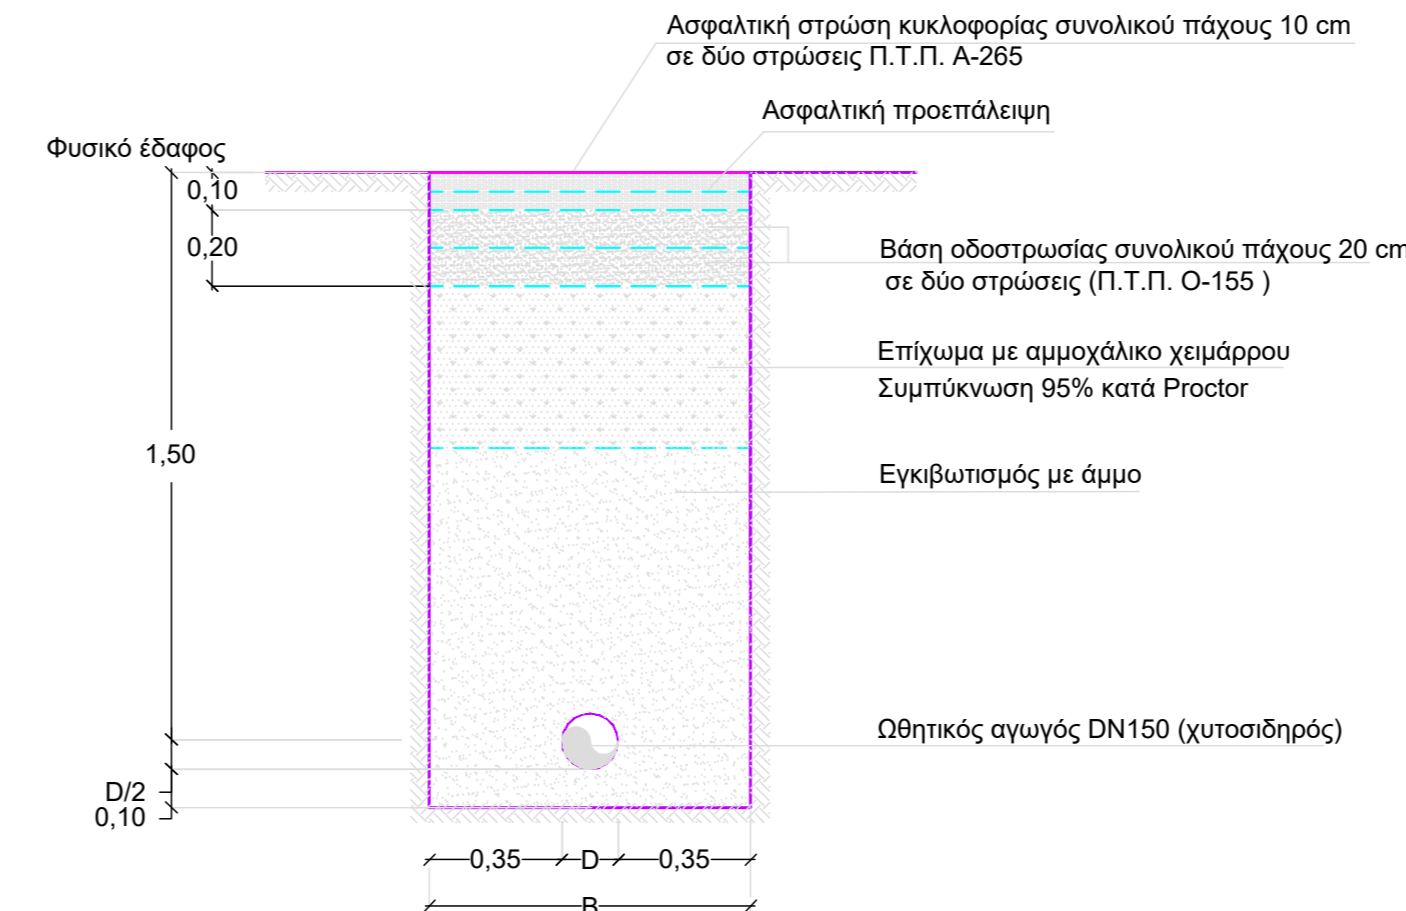 Ασφαλτική στρώση κυκλοφορίας συνολικού πάχους 10 cm
σε δύο στρώσεις Π.Τ.Π. Α-265
Ασφαλτική προεπάλειψη
Φυσικό έδαφος
0,10
0,20
Βάση οδοστρωσίας συνολικού πάχους 20 cm
σε δύο στρώσεις (Π.Τ.Π. Ο-155 )
Επίχωμα με αμμοχάλικο χειμάρρου
Συμπύκνωση 95% κατά Proctor
1,50
Εγκιβωτισμός με άμμο
Ωθητικός αγωγός DN150 (χυτοσιδηρός)
D/2
0,10
0,35 D 0,35
B